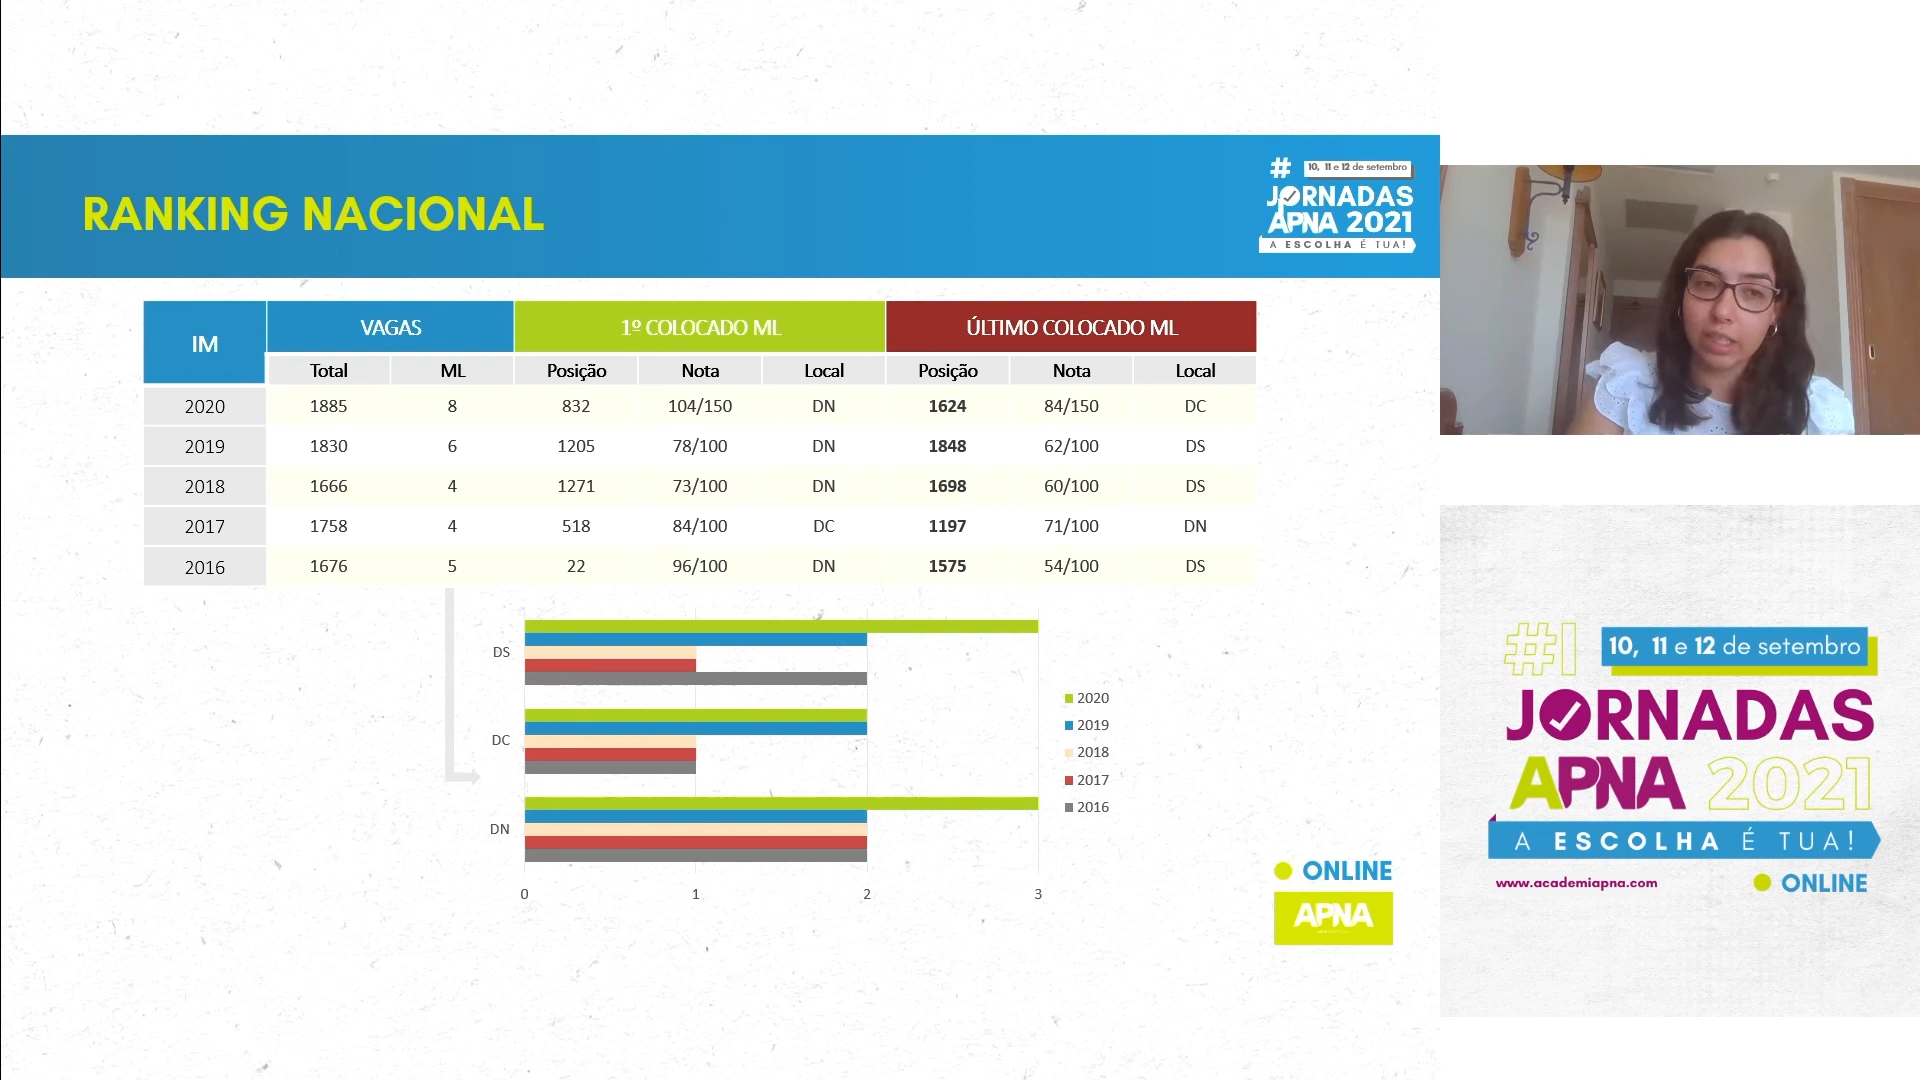 RANKING NACIONAL
# 10, 11 e 12 de setembro
JORNADAS
APNA 2021
A ESCOLHA É TUA!
IM VAGAS 1º COLOCADO ML ÚLTIMO COLOCADO ML
Total ML Posição Nota Local Posição Nota Local
2020 1885 8 832 104/150 DN 1624 84/150 DC
2019 1830 6 1205 78/100 DN 1848 62/100 DS
2018 1666 4 1271 73/100 DN 1698 60/100 DS
2017 1758 4 518 84/100 DC 1197 71/100 DN
2016 1676 5 22 96/100 DN 1575 54/100 DS
DS
DC
DN
0 1 2 3
2020
2019
2018
2017
2016
ONLINE
APNA
#1 10, 11 e 12 de setembro
JORNADAS
APNA 2021
A ESCOLHA É TUA!
www.academiapna.com ONLINE